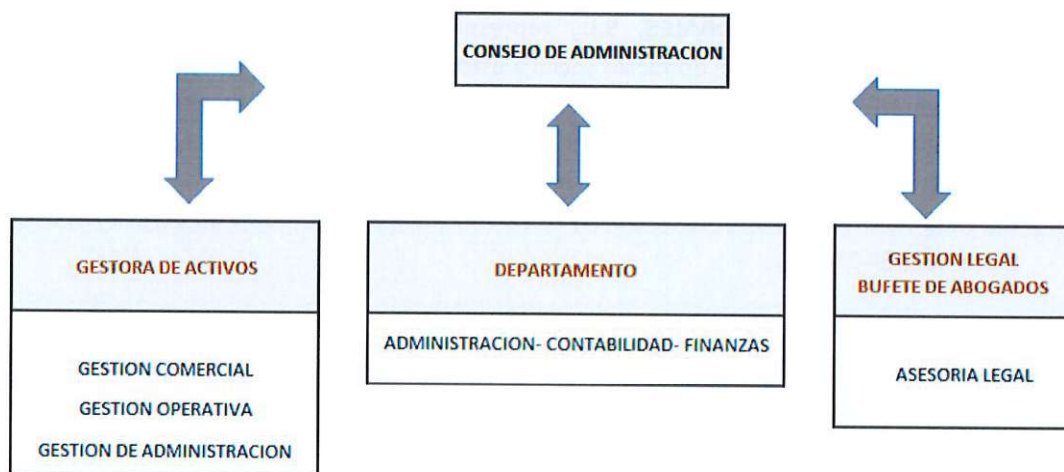 CONSEJO DE ADMINISTRACION
GESTORA DE ACTIVOS
GESTION COMERCIAL
GESTION OPERATIVA
GESTION DE ADMINISTRACION
DEPARTAMENTO
ADMINISTRACION- CONTABILIDAD- FINANZAS
GESTION LEGAL
BUFETE DE ABOGADOS
ASESORIA LEGAL